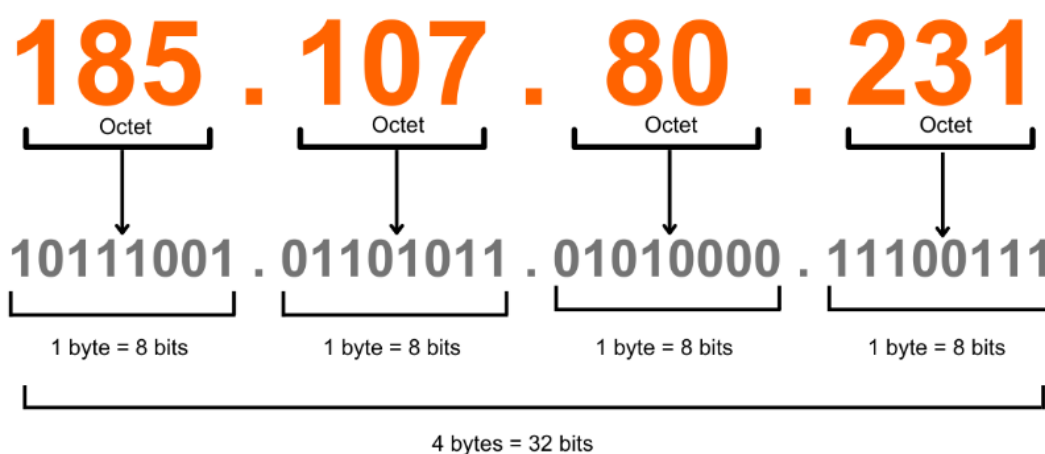 185 . 107 . 80 . 231
Octet Octet Octet Octet
10111001 . 01101011 . 01010000 . 11100111
1 byte = 8 bits 1 byte = 8 bits 1 byte = 8 bits 1 byte = 8 bits
4 bytes = 32 bits